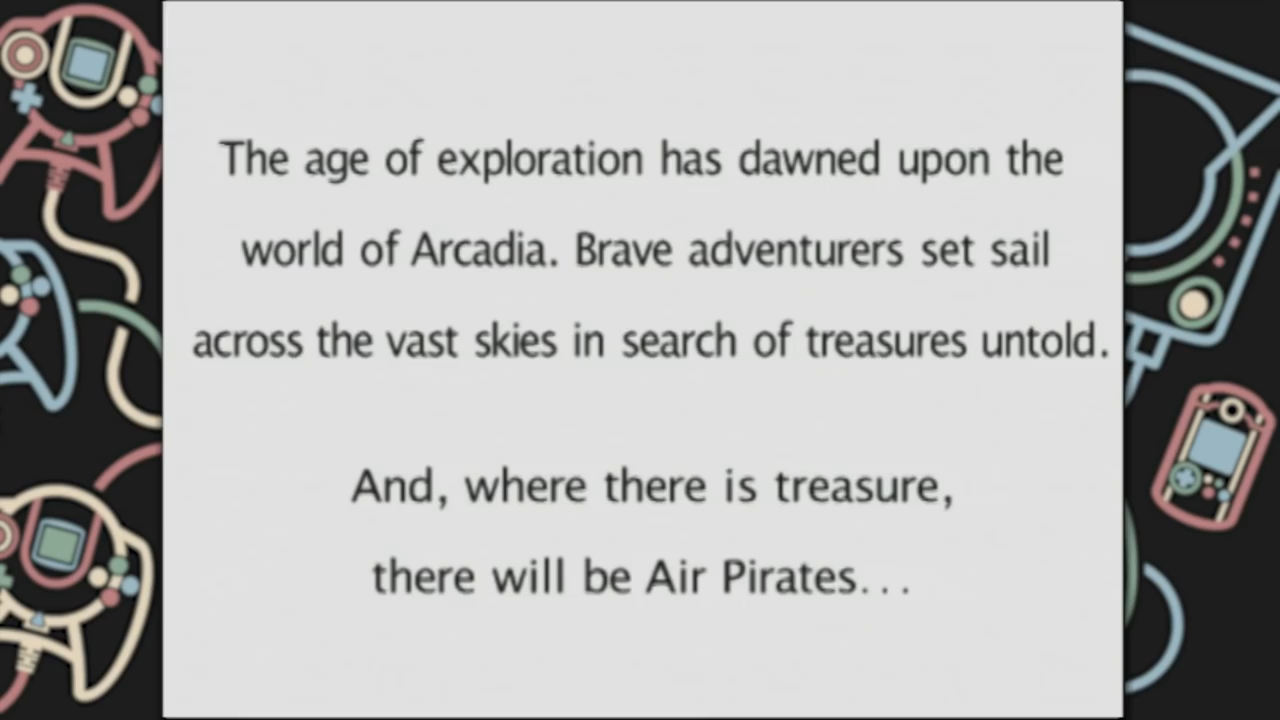 The age of exploration has dawned upon the
world of Arcadia. Brave adventurers set sail
across the vast skies in search of treasures untold.
And, where there is treasure,
there will be Air Pirates...